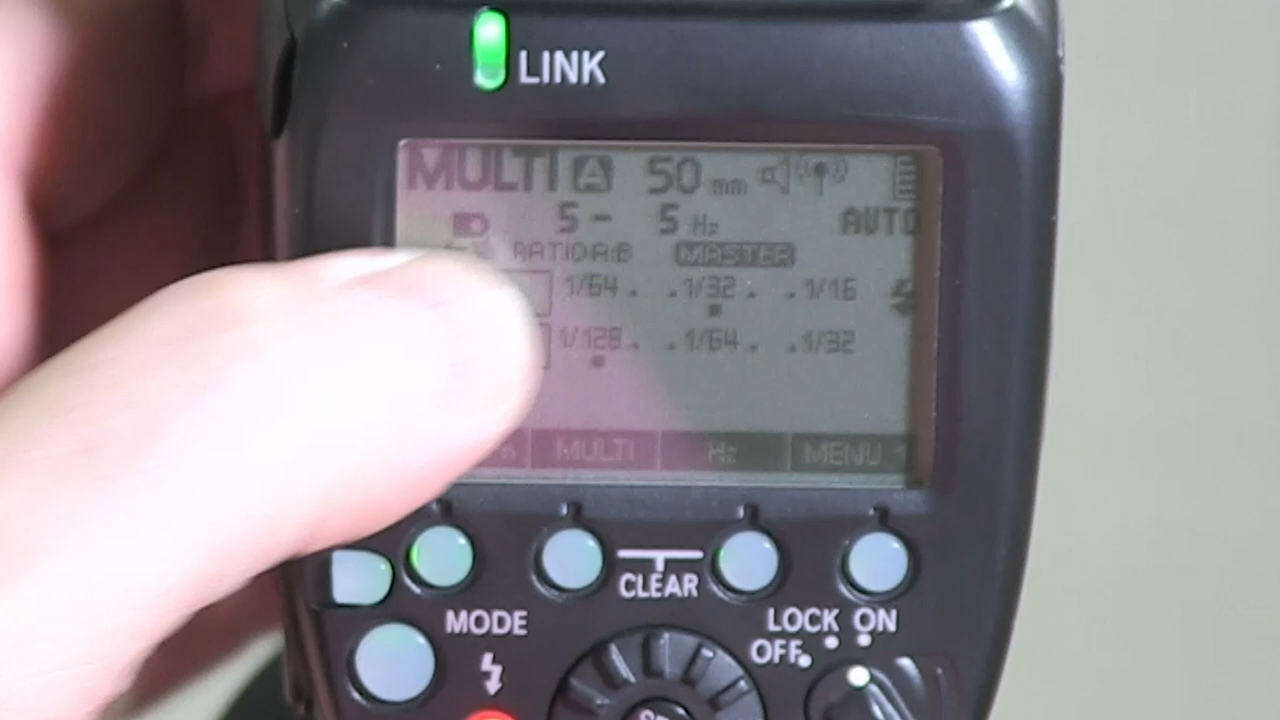 LINK
MULTI A 50 mm
5 - 5 Hz AUTO
RATIO A:B MASTER
1/64 . . 1/32 . . 1/16
1/128 . . 1/64 . . 1/32
MULTI Hz MENU 1
CLEAR
MODE LOCK ON
OFF